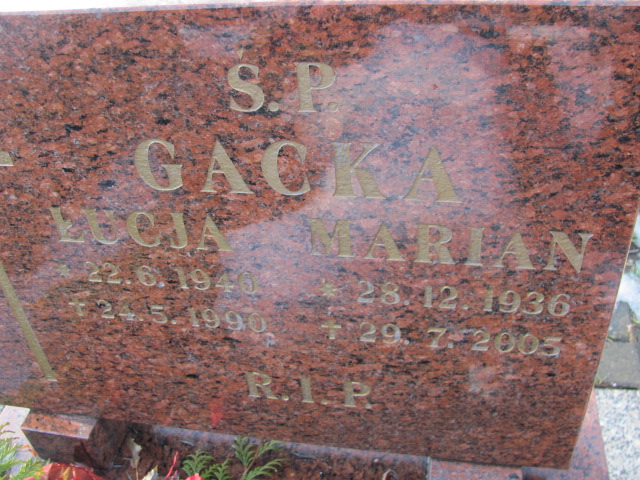 Ś.P.
GACKA
ŁUCJA MARIAN
* 22.6.1940 * 28.12.1936
+ 24.5.1990 + 29.7.2005
R.I.P.